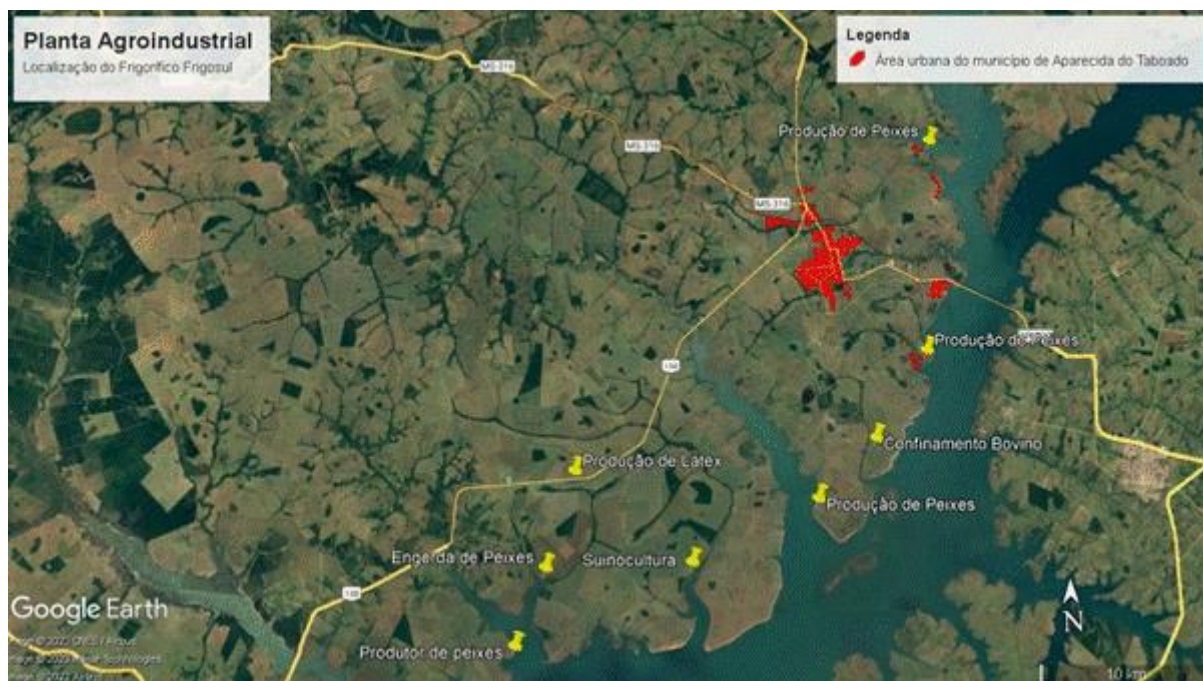 Planta Agroindustrial
Localização do Frigorífico Frigosul
Legenda
Área urbana do município de Aparecida do Taboado
MS-316
MS-316
MS-316
Produção de Peixes
Produção de Peixes
158
Confinamento Bovino
Produção de Látex
Produção de Peixes
Engerda de Peixes
Suinocultura
158
Produtor de peixes
Google Earth
N
10 km